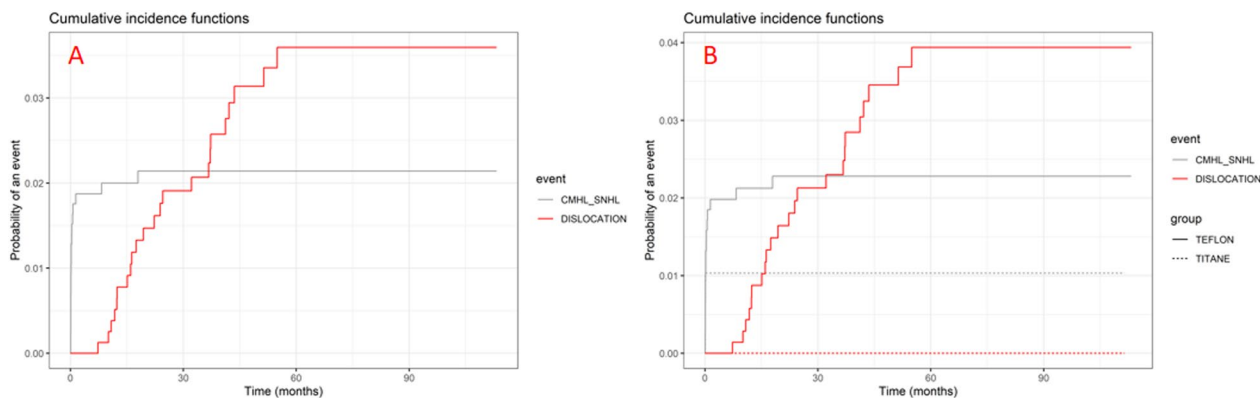 Cumulative incidence functions
A
0.03
0.02
0.01
0.00
Probability of an event
0
30
60
90
Time (months)
event
CMHL_SNHL
DISLOCATION
Cumulative incidence functions
B
0.04
0.03
0.02
0.01
0.00
Probability of an event
0
30
60
90
Time (months)
event
CMHL_SNHL
DISLOCATION
group
TEFLON
TITANE